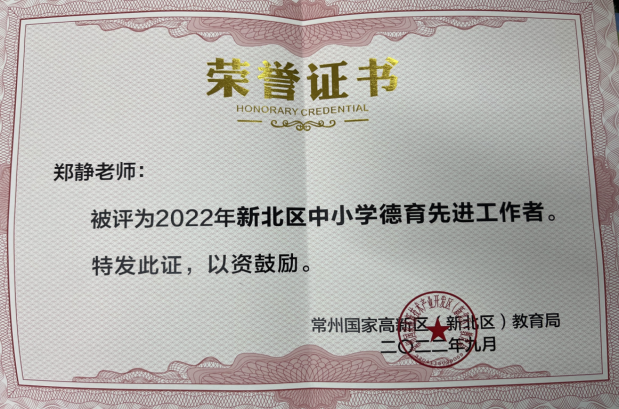 荣誉证书
HONORARY CREDENTIAL
郑静老师：
被评为2022年新北区中小学德育先进工作者。
特发此证，以资鼓励。
常州国家高新区（新北区）教育局
二〇二二年九月